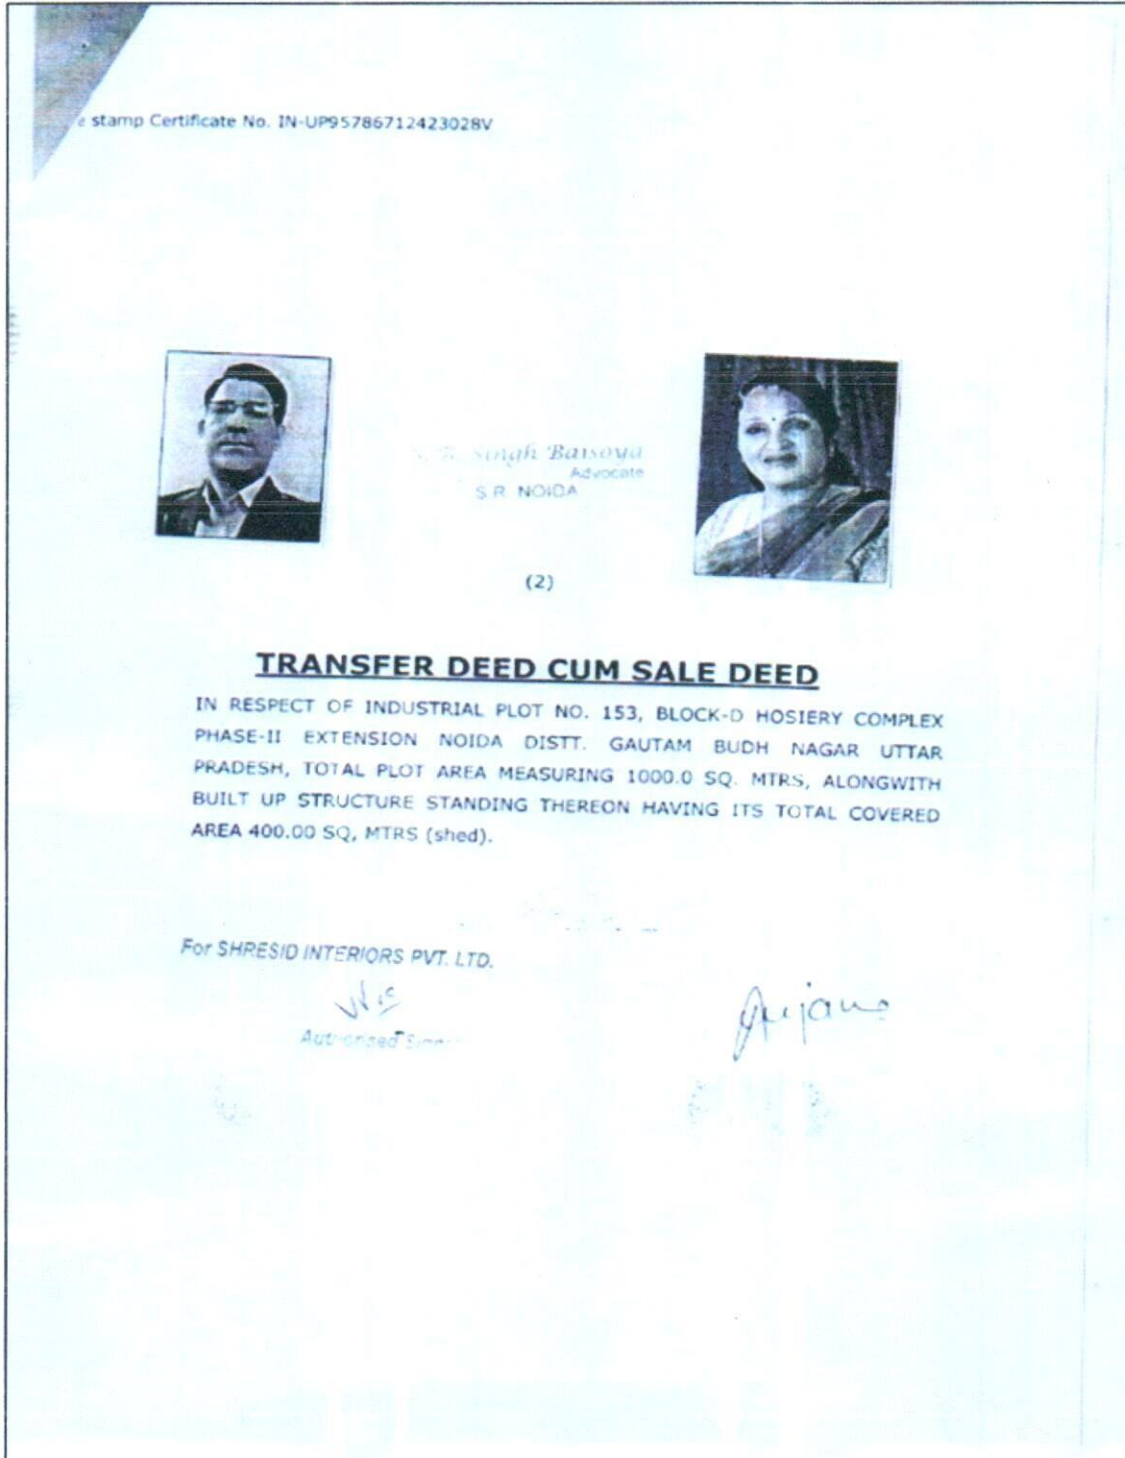 e stamp Certificate No. IN-UP95786712423028V
Singh Baisoya
Advocate
S.R. NOIDA
(2)
TRANSFER DEED CUM SALE DEED
IN RESPECT OF INDUSTRIAL PLOT NO. 153, BLOCK-D HOSIERY COMPLEX
PHASE-II EXTENSION NOIDA DISTT. GAUTAM BUDH NAGAR UTTAR
PRADESH, TOTAL PLOT AREA MEASURING 1000.0 SQ. MTRS, ALONGWITH
BUILT UP STRUCTURE STANDING THEREON HAVING ITS TOTAL COVERED
AREA 400.00 SQ, MTRS (shed).
For SHRESID INTERIORS PVT. LTD.
Authorised